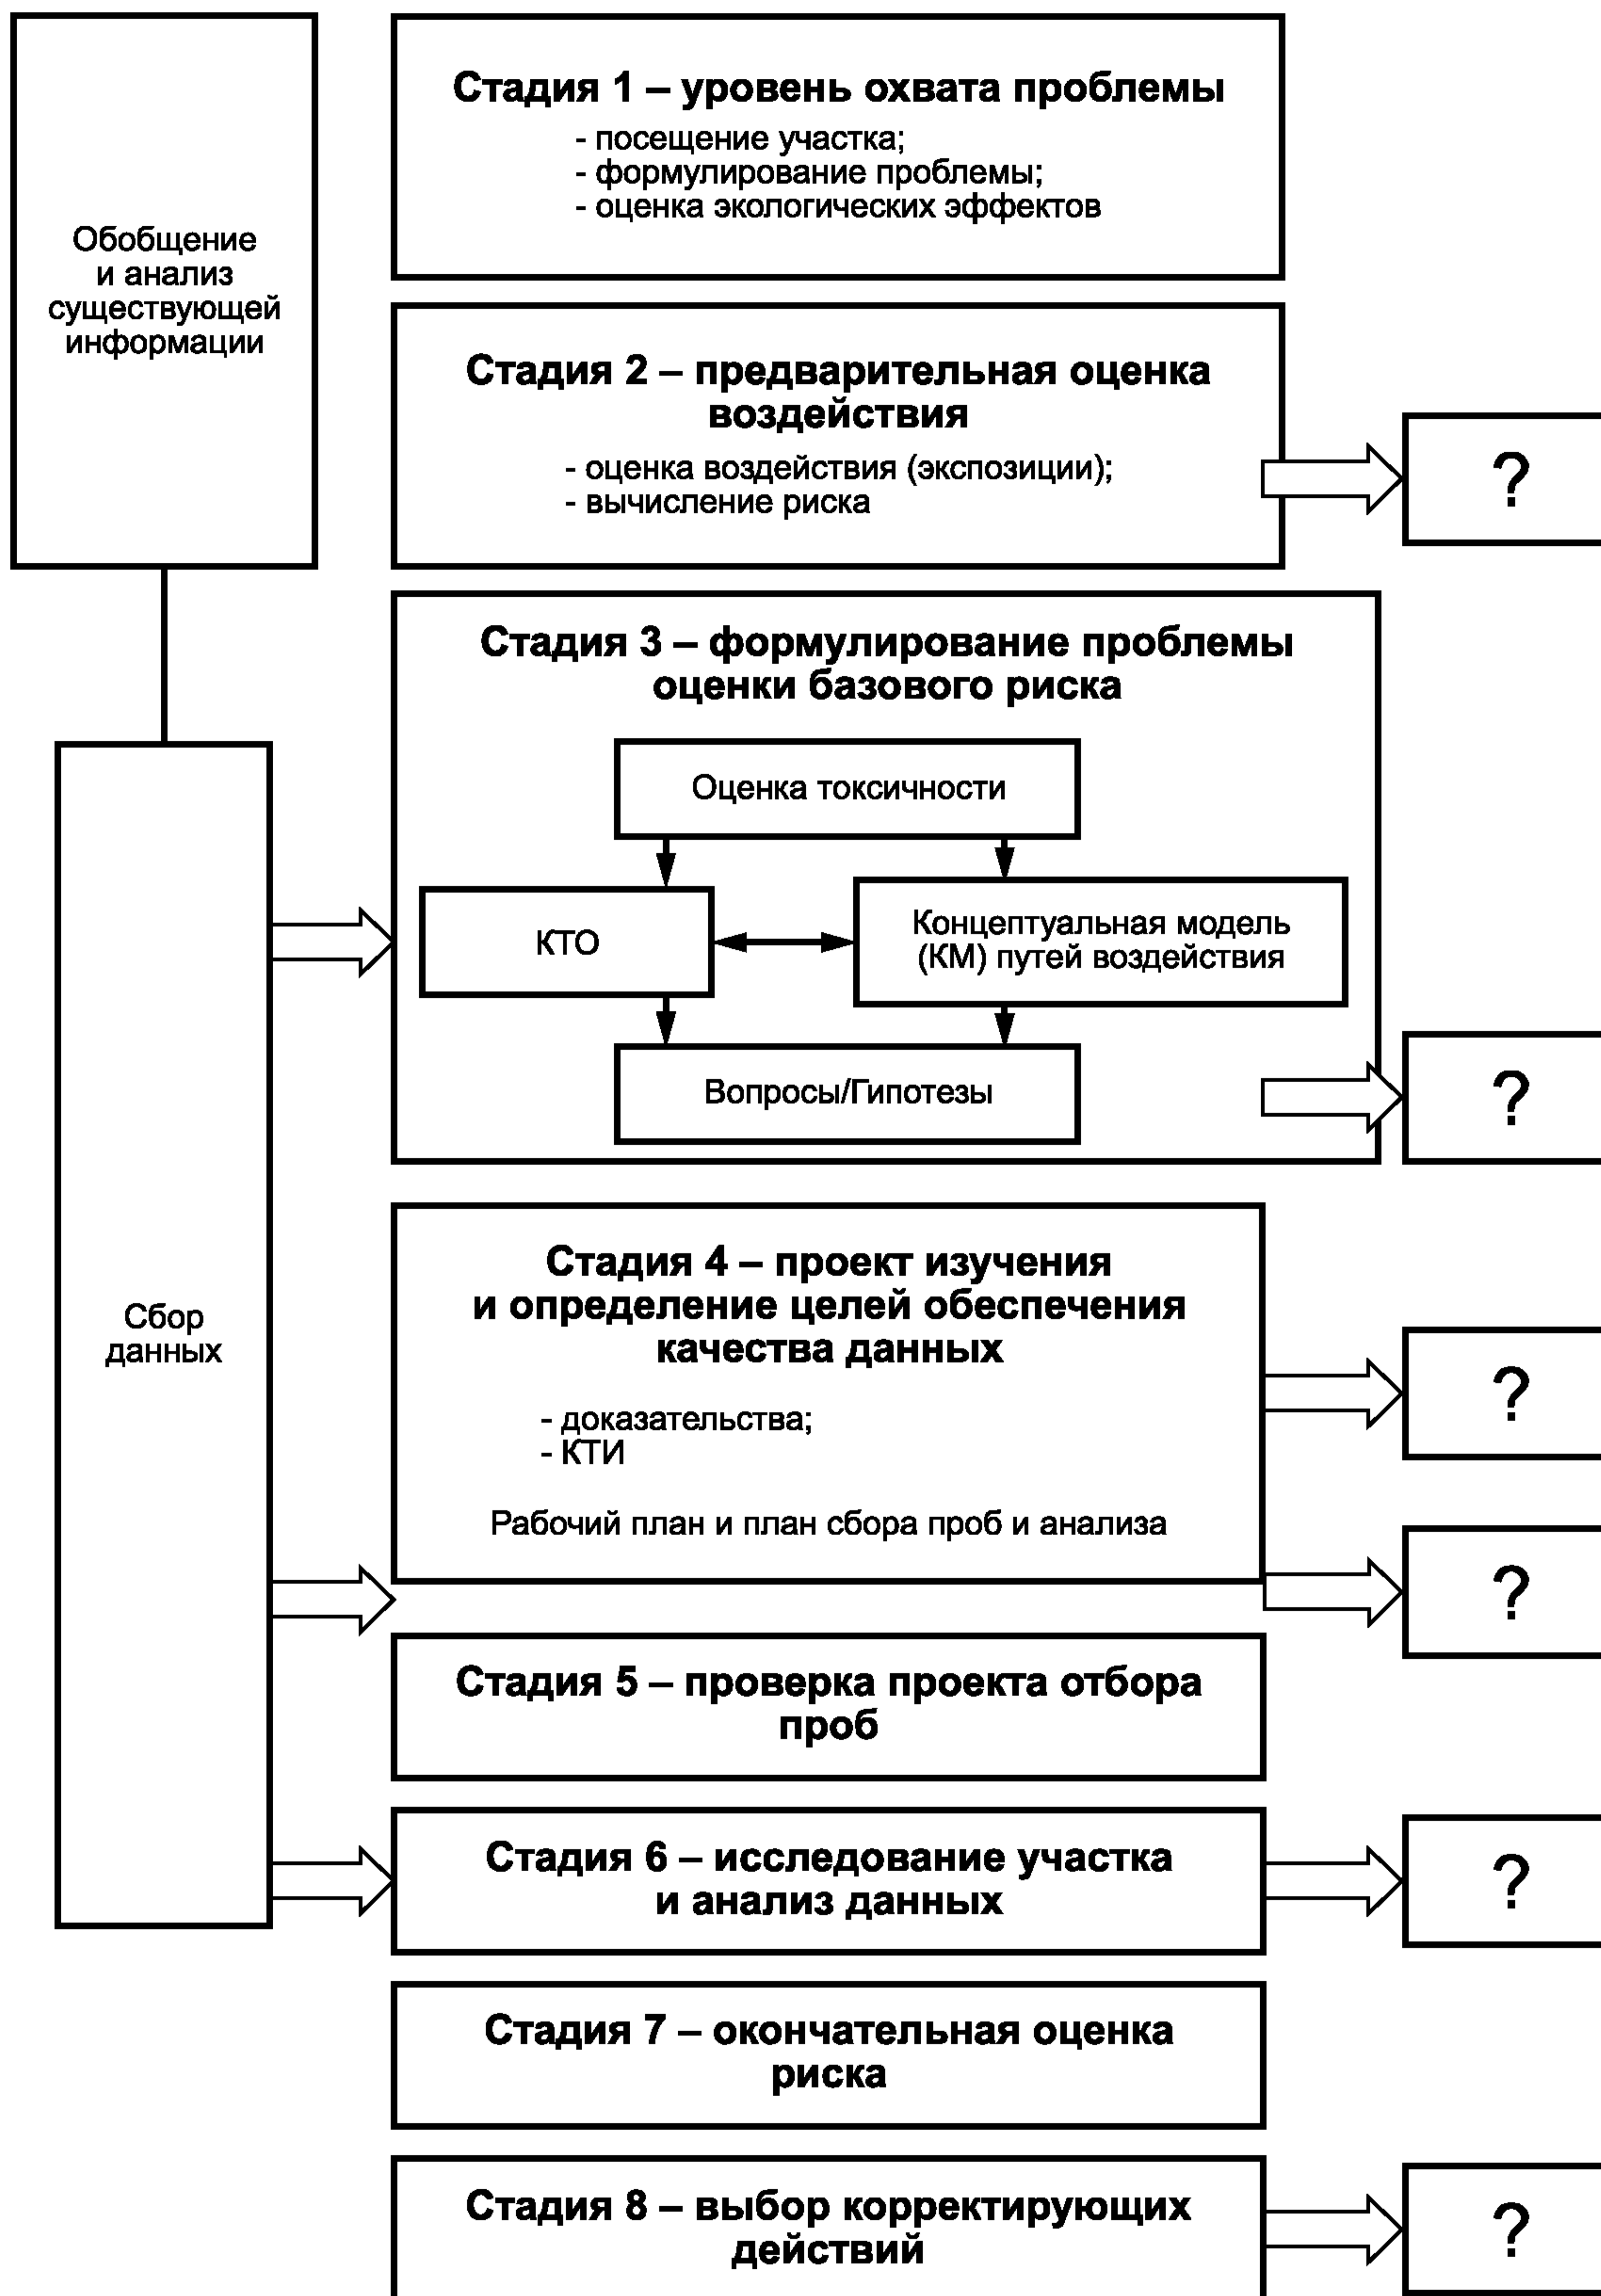 Обобщение
и анализ
существующей
информации
Стадия 1 – уровень охвата проблемы
- посещение участка;
- формулирование проблемы;
- оценка экологических эффектов
Стадия 2 – предварительная оценка
воздействия
- оценка воздействия (экспозиции);
- вычисление риска
?
Стадия 3 – формулирование проблемы
оценки базового риска
Оценка токсичности
КТО
Концептуальная модель
(КМ) путей воздействия
Вопросы/Гипотезы
?
Сбор
данных
Стадия 4 – проект изучения
и определение целей обеспечения
качества данных
- доказательства;
- КТИ
Рабочий план и план сбора проб и анализа
?
?
Стадия 5 – проверка проекта отбора
проб
Стадия 6 – исследование участка
и анализ данных
?
Стадия 7 – окончательная оценка
риска
Стадия 8 – выбор корректирующих
действий
?